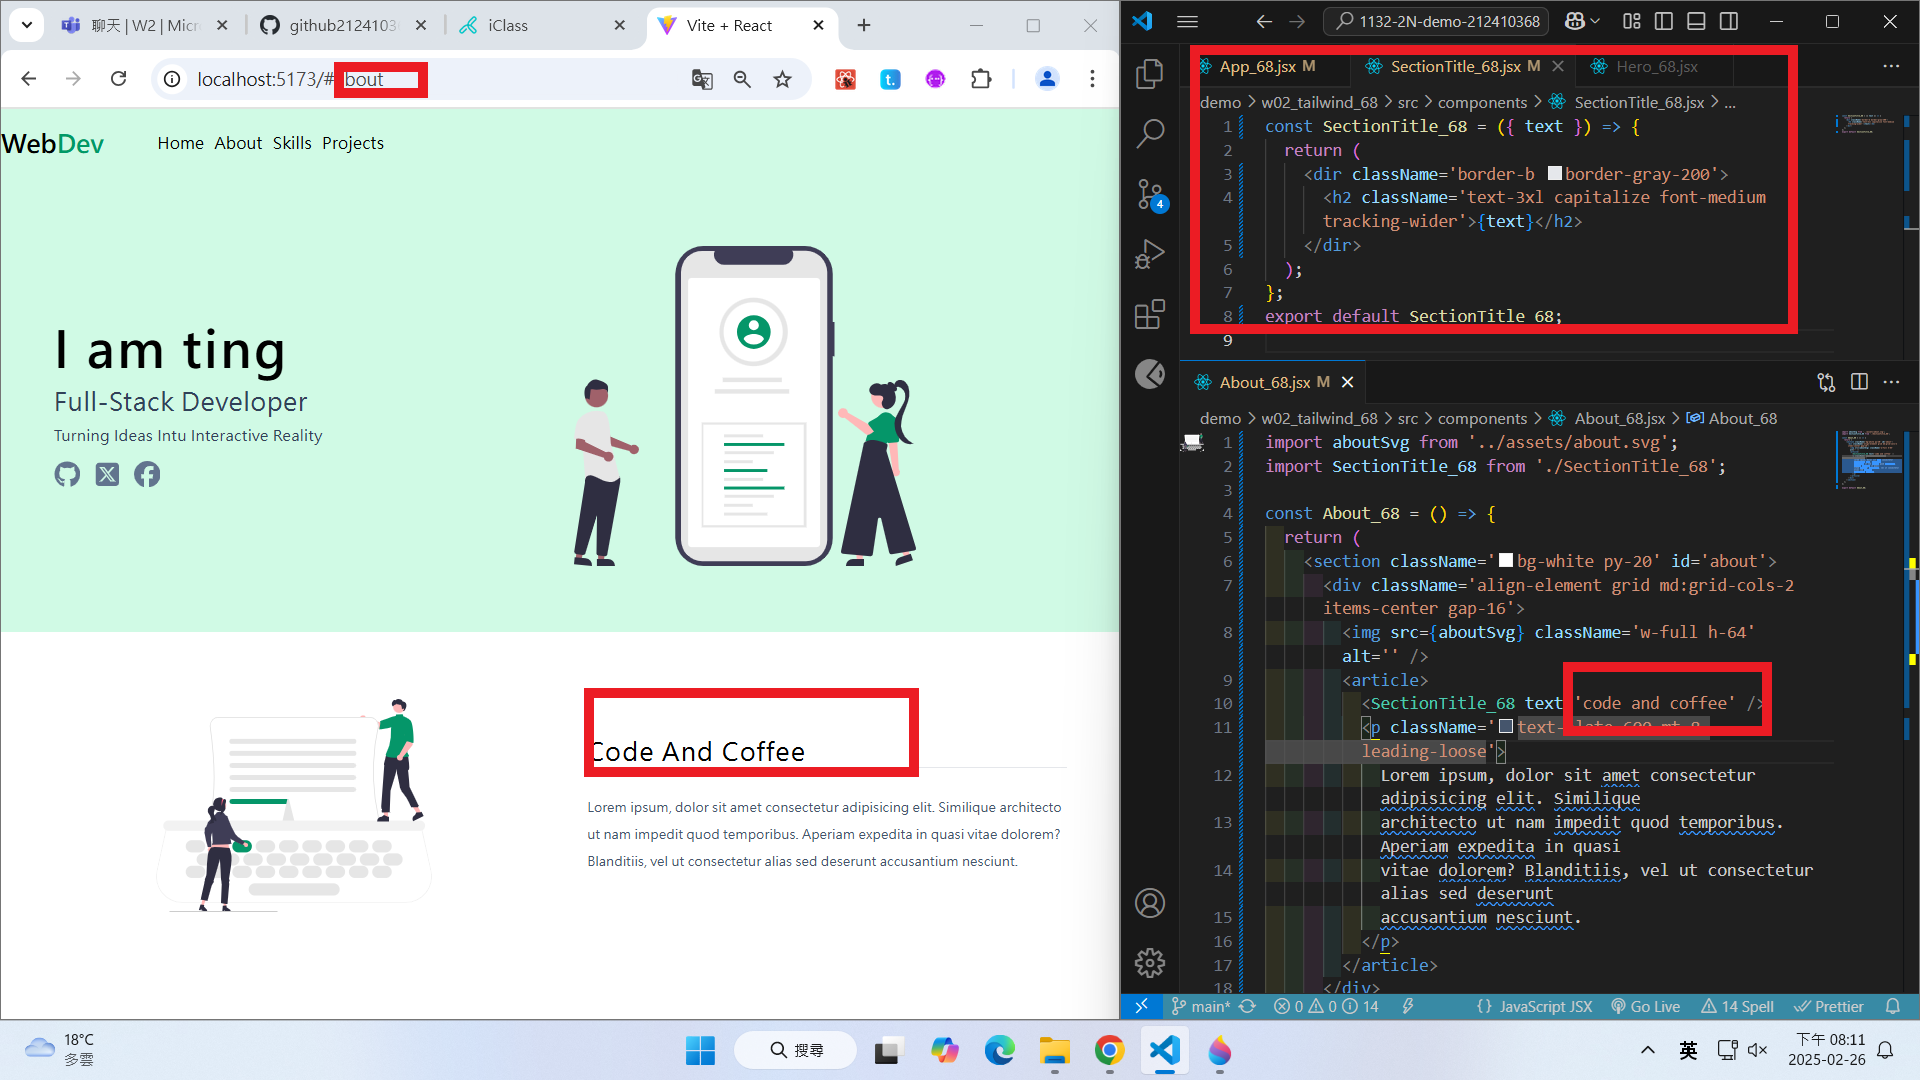 聊天 | W2 | Micr
github2124103
iClass
Vite + React
localhost:5173/#
bout
WebDev
Home About Skills Projects
I am ting
Full-Stack Developer
Turning Ideas Intu Interactive Reality
Code And Coffee
Lorem ipsum, dolor sit amet consectetur adipisicing elit. Similique architecto
ut nam impedit quod temporibus. Aperiam expedita in quasi vitae dolorem?
Blanditiis, vel ut consectetur alias sed deserunt accusantium nesciunt.
1132-2N-demo-212410368
App_68.jsx M
SectionTitle_68.jsx M
Hero_68.jsx
demo > w02_tailwind_68 > src > components > SectionTitle_68.jsx > ...
1 const SectionTitle_68 = ({ text }) => {
2 return (
3 <dir className='border-b border-gray-200'>
4 <h2 className='text-3xl capitalize font-medium
tracking-wider'>{text}</h2>
5 </dir>
6 );
7 };
8 export default SectionTitle_68;
9
4
About_68.jsx M
demo > w02_tailwind_68 > src > components > About_68.jsx > About_68
1 import aboutSvg from '../assets/about.svg';
2 import SectionTitle_68 from './SectionTitle_68';
3
4 const About_68 = () => {
5 return (
6 <section className='bg-white py-20' id='about'>
7 <div className='align-element grid md:grid-cols-2
items-center gap-16'>
8 <img src={aboutSvg} className='w-full h-64'
alt='' />
9 <article>
10 <SectionTitle_68 text 'code and coffee' />
11 <p className='text-slate-600 mt-8
leading-loose'>
12 Lorem ipsum, dolor sit amet consectetur
adipisicing elit. Similique
13 architecto ut nam impedit quod temporibus.
Aperiam expedita in quasi
14 vitae dolorem? Blanditiis, vel ut consectetur
alias sed deserunt
15 accusantium nesciunt.
16 </p>
17 </article>
18 </div>
main* 0 0 14
{ } JavaScript JSX
Go Live
14 Spell
Prettier
18°C
多雲
搜尋
英
下午 08:11
2025-02-26